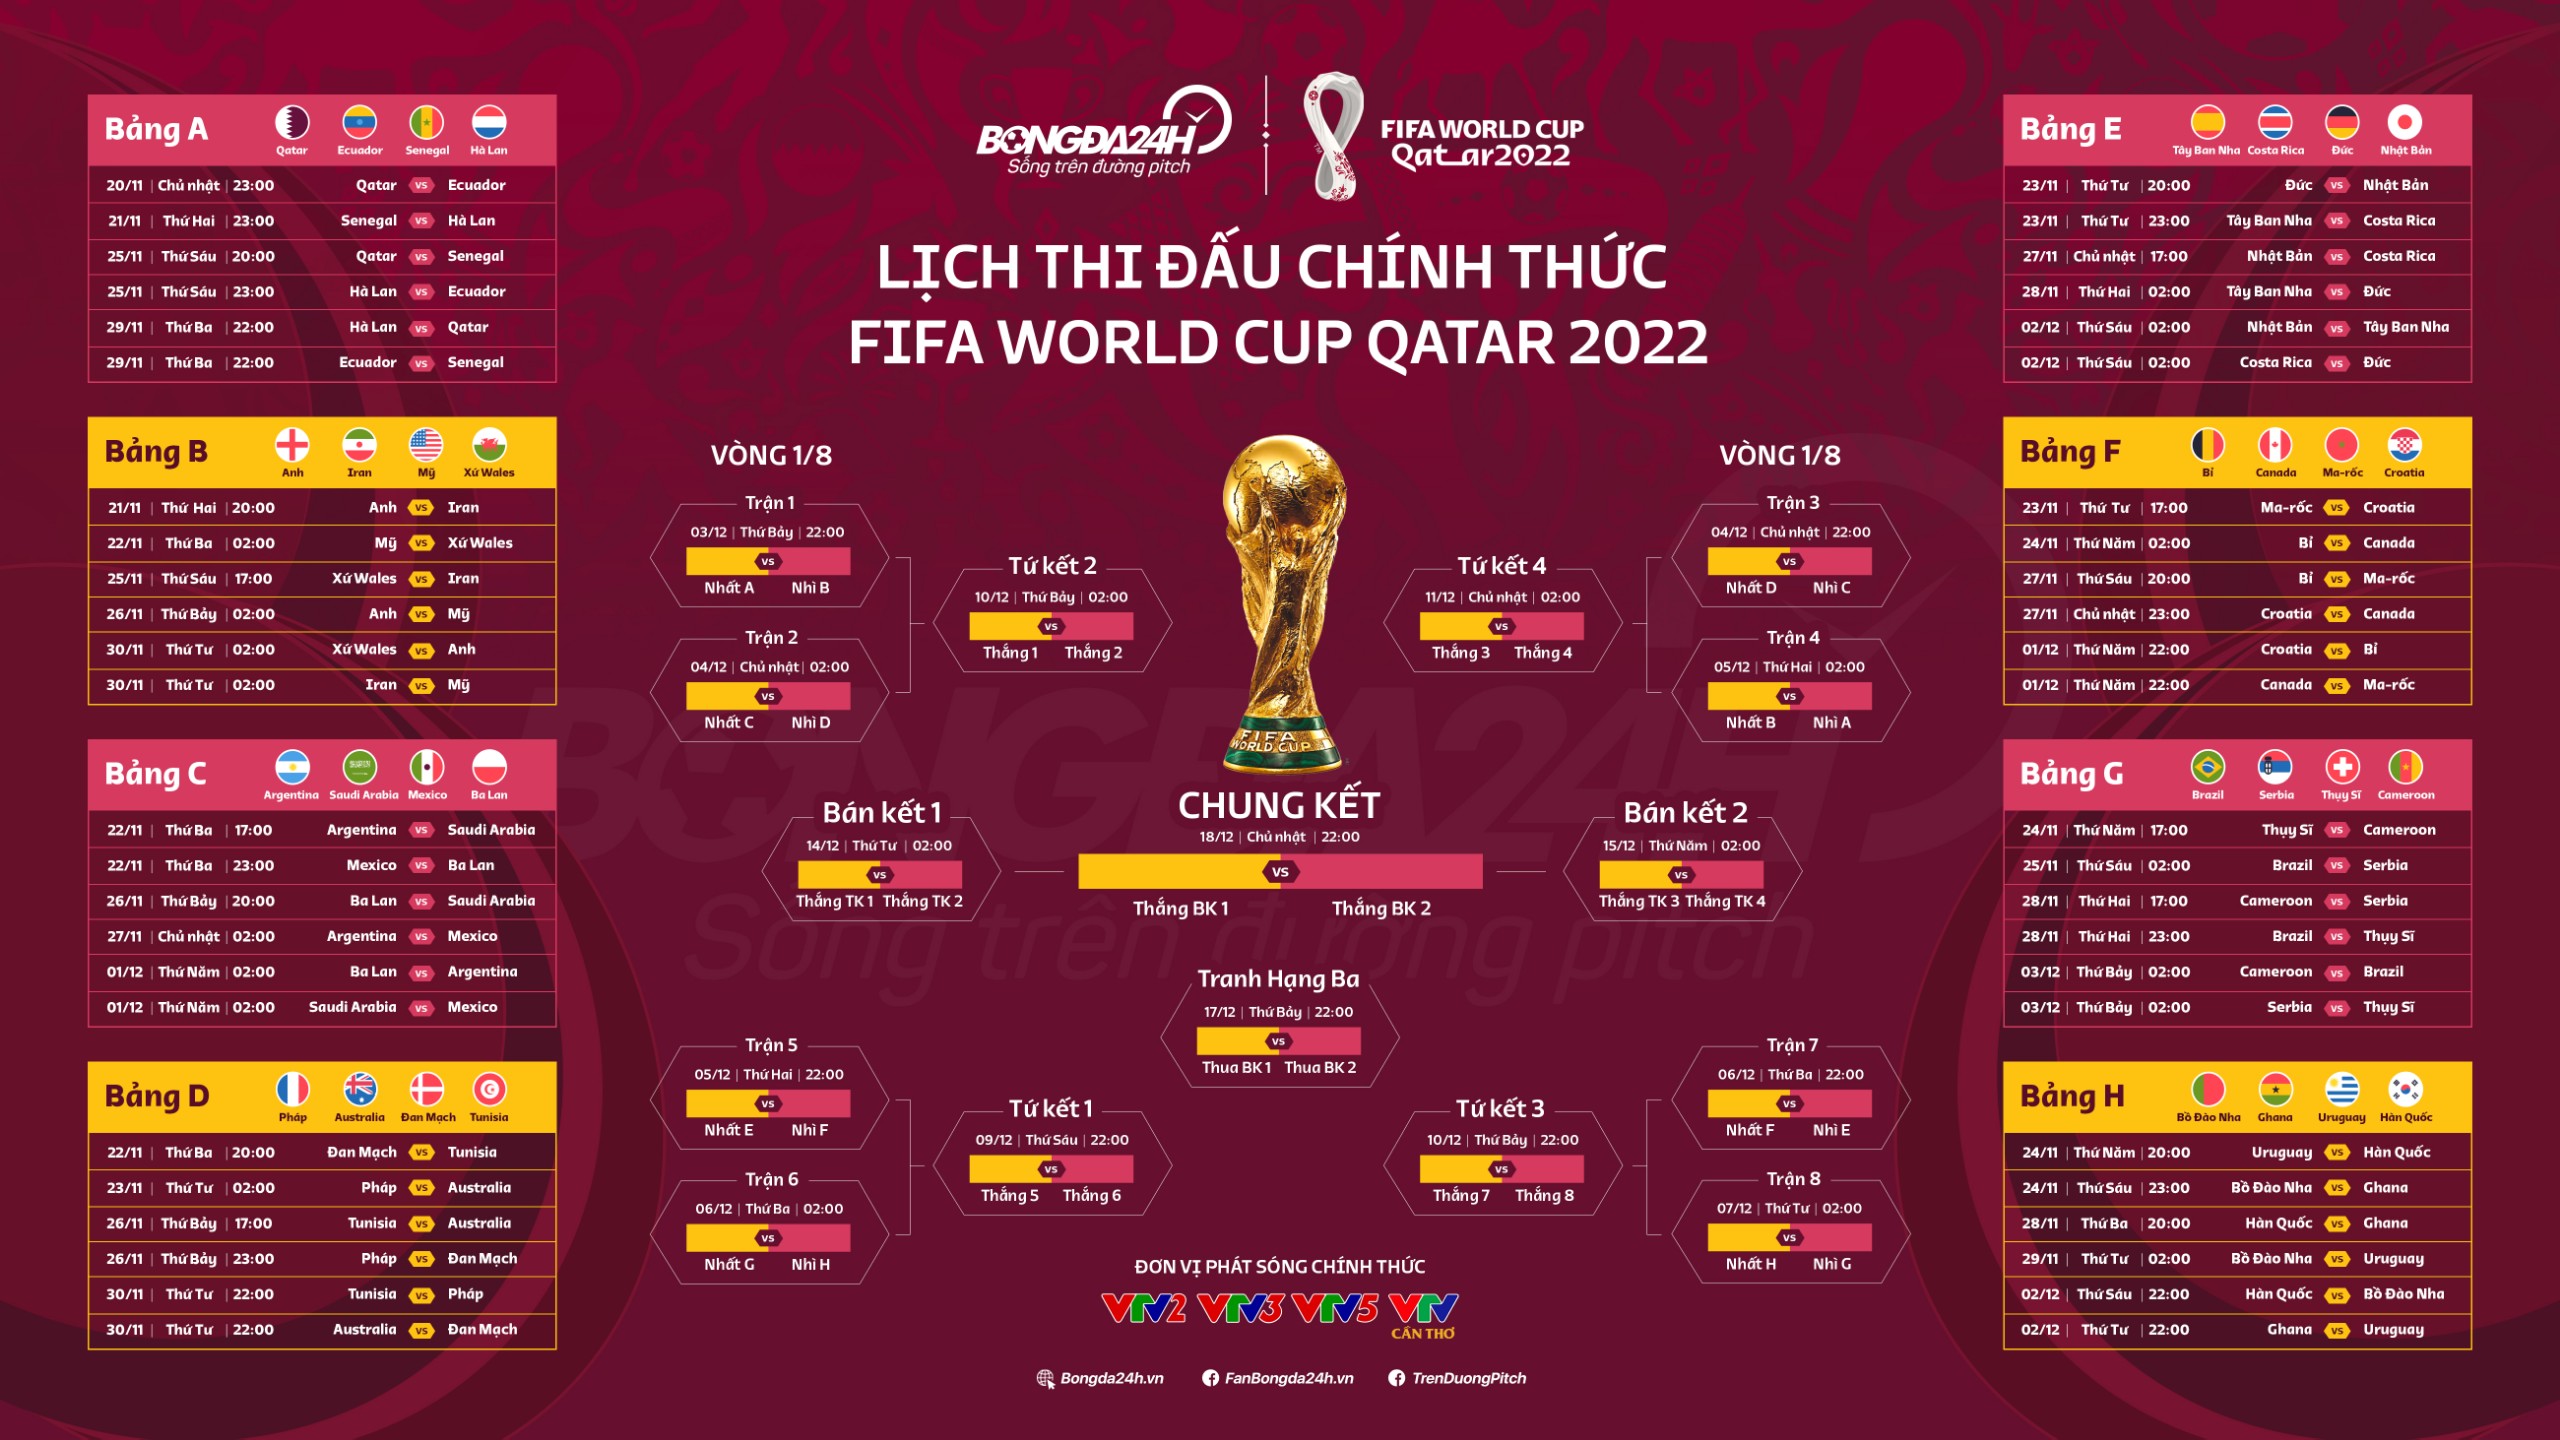 BONGDA24H
Sống trên đường pitch
FIFA WORLD CUP
Qatar2022
LỊCH THI ĐẤU CHÍNH THỨC
FIFA WORLD CUP QATAR 2022
Bảng A
Qatar Ecuador Senegal Hà Lan
20/11 | Chủ nhật | 23:00 Qatar vs Ecuador
21/11 | Thứ Hai | 23:00 Senegal vs Hà Lan
25/11 | Thứ Sáu | 20:00 Qatar vs Senegal
25/11 | Thứ Sáu | 23:00 Hà Lan vs Ecuador
29/11 | Thứ Ba | 22:00 Hà Lan vs Qatar
29/11 | Thứ Ba | 22:00 Ecuador vs Senegal
Bảng B
Anh Iran Mỹ Xứ Wales
21/11 | Thứ Hai | 20:00 Anh vs Iran
22/11 | Thứ Ba | 02:00 Mỹ vs Xứ Wales
25/11 | Thứ Sáu | 17:00 Xứ Wales vs Iran
26/11 | Thứ Bảy | 02:00 Anh vs Mỹ
30/11 | Thứ Tư | 02:00 Xứ Wales vs Anh
30/11 | Thứ Tư | 02:00 Iran vs Mỹ
Bảng C
Argentina Saudi Arabia Mexico Ba Lan
22/11 | Thứ Ba | 17:00 Argentina vs Saudi Arabia
22/11 | Thứ Ba | 23:00 Mexico vs Ba Lan
26/11 | Thứ Bảy | 20:00 Ba Lan vs Saudi Arabia
27/11 | Chủ nhật | 02:00 Argentina vs Mexico
01/12 | Thứ Năm | 02:00 Ba Lan vs Argentina
01/12 | Thứ Năm | 02:00 Saudi Arabia vs Mexico
Bảng D
Pháp Australia Đan Mạch Tunisia
22/11 | Thứ Ba | 20:00 Đan Mạch vs Tunisia
23/11 | Thứ Tư | 02:00 Pháp vs Australia
26/11 | Thứ Bảy | 17:00 Tunisia vs Australia
26/11 | Thứ Bảy | 23:00 Pháp vs Đan Mạch
30/11 | Thứ Tư | 22:00 Tunisia vs Pháp
30/11 | Thứ Tư | 22:00 Australia vs Đan Mạch
VÒNG 1/8
Trận 1
03/12 | Thứ Bảy | 22:00
vs
Nhất A Nhì B
Trận 2
04/12 | Chủ nhật | 02:00
vs
Nhất C Nhì D
Tứ kết 2
10/12 | Thứ Bảy | 02:00
vs
Thắng 1 Thắng 2
Tứ kết 4
11/12 | Chủ nhật | 02:00
vs
Thắng 3 Thắng 4
VÒNG 1/8
Trận 3
04/12 | Chủ nhật | 22:00
vs
Nhất D Nhì C
Trận 4
05/12 | Thứ Hai | 02:00
vs
Nhất B Nhì A
FIFA
WORLD CUP
Bán kết 1
14/12 | Thứ Tư | 02:00
vs
Thắng TK 1 Thắng TK 2
CHUNG KẾT
18/12 | Chủ nhật | 22:00
vs
Thắng BK 1 Thắng BK 2
Bán kết 2
15/12 | Thứ Năm | 02:00
vs
Thắng TK 3 Thắng TK 4
BONGDA24H
Sống trên đường pitch
Tranh Hạng Ba
17/12 | Thứ Bảy | 22:00
vs
Thua BK 1 Thua BK 2
Trận 5
05/12 | Thứ Hai | 22:00
vs
Nhất E Nhì F
Trận 6
06/12 | Thứ Ba | 02:00
vs
Nhất G Nhì H
Tứ kết 1
09/12 | Thứ Sáu | 22:00
vs
Thắng 5 Thắng 6
Tứ kết 3
10/12 | Thứ Bảy | 22:00
vs
Thắng 7 Thắng 8
Trận 7
06/12 | Thứ Ba | 22:00
vs
Nhất F Nhì E
Trận 8
07/12 | Thứ Tư | 02:00
vs
Nhất H Nhì G
ĐƠN VỊ PHÁT SÓNG CHÍNH THỨC
VTV2 VTV3 VTV5 VTV
CẦN THƠ
Bongda24h.vn FanBongda24h.vn TrenDuongPitch
Bảng E
Tây Ban Nha Costa Rica Đức Nhật Bản
23/11 | Thứ Tư | 20:00 Đức vs Nhật Bản
23/11 | Thứ Tư | 23:00 Tây Ban Nha vs Costa Rica
27/11 | Chủ nhật | 17:00 Nhật Bản vs Costa Rica
28/11 | Thứ Hai | 02:00 Tây Ban Nha vs Đức
02/12 | Thứ Sáu | 02:00 Nhật Bản vs Tây Ban Nha
02/12 | Thứ Sáu | 02:00 Costa Rica vs Đức
Bảng F
Bỉ Canada Ma-rốc Croatia
23/11 | Thứ Tư | 17:00 Ma-rốc vs Croatia
24/11 | Thứ Năm | 02:00 Bỉ vs Canada
27/11 | Thứ Sáu | 20:00 Bỉ vs Ma-rốc
27/11 | Chủ nhật | 23:00 Croatia vs Canada
01/12 | Thứ Năm | 22:00 Croatia vs Bỉ
01/12 | Thứ Năm | 22:00 Canada vs Ma-rốc
Bảng G
Brazil Serbia Thụy Sĩ Cameroon
24/11 | Thứ Năm | 17:00 Thụy Sĩ vs Cameroon
25/11 | Thứ Sáu | 02:00 Brazil vs Serbia
28/11 | Thứ Hai | 17:00 Cameroon vs Serbia
28/11 | Thứ Hai | 23:00 Brazil vs Thụy Sĩ
03/12 | Thứ Bảy | 02:00 Cameroon vs Brazil
03/12 | Thứ Bảy | 02:00 Serbia vs Thụy Sĩ
Bảng H
Bồ Đào Nha Ghana Uruguay Hàn Quốc
24/11 | Thứ Năm | 20:00 Uruguay vs Hàn Quốc
24/11 | Thứ Sáu | 23:00 Bồ Đào Nha vs Ghana
28/11 | Thứ Ba | 20:00 Hàn Quốc vs Ghana
29/11 | Thứ Tư | 02:00 Bồ Đào Nha vs Uruguay
02/12 | Thứ Sáu | 22:00 Hàn Quốc vs Bồ Đào Nha
02/12 | Thứ Tư | 22:00 Ghana vs Uruguay